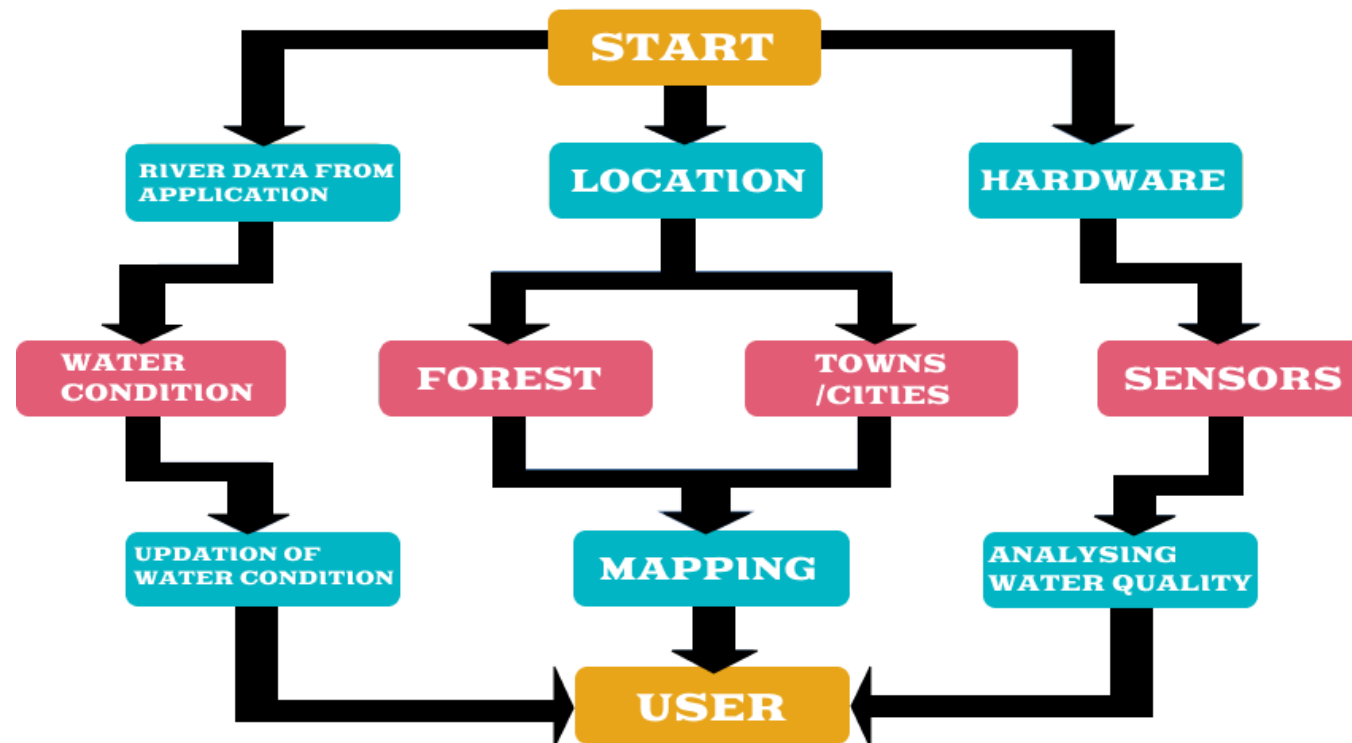 START
RIVER DATA FROM
APPLICATION
LOCATION
HARDWARE
WATER
CONDITION
FOREST
TOWNS
/CITIES
SENSORS
UPDATION OF
WATER CONDITION
MAPPING
ANALYSING
WATER QUALITY
USER